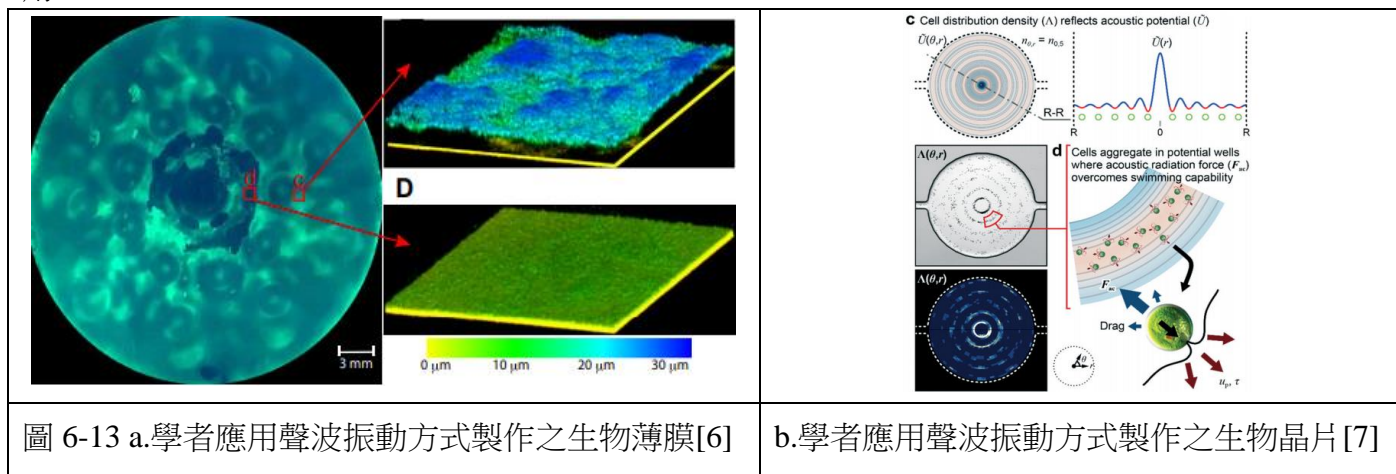 d
c
3 mm
D
0 μm
10 μm
20 μm
30 μm
c Cell distribution density (Λ) reflects acoustic potential (Ũ)
Ũ(θ,r)
n₀,r = n₀,₅
Ũ(r)
R-R
R
0
R
Λ(θ,r)
d Cells aggregate in potential wells
where acoustic radiation force (Fac)
overcomes swimming capability
Λ(θ,r)
Fac
Drag
θ
r
uₚ, τ
圖 6-13 a.學者應用聲波振動方式製作之生物薄膜[6]
b.學者應用聲波振動方式製作之生物晶片[7]